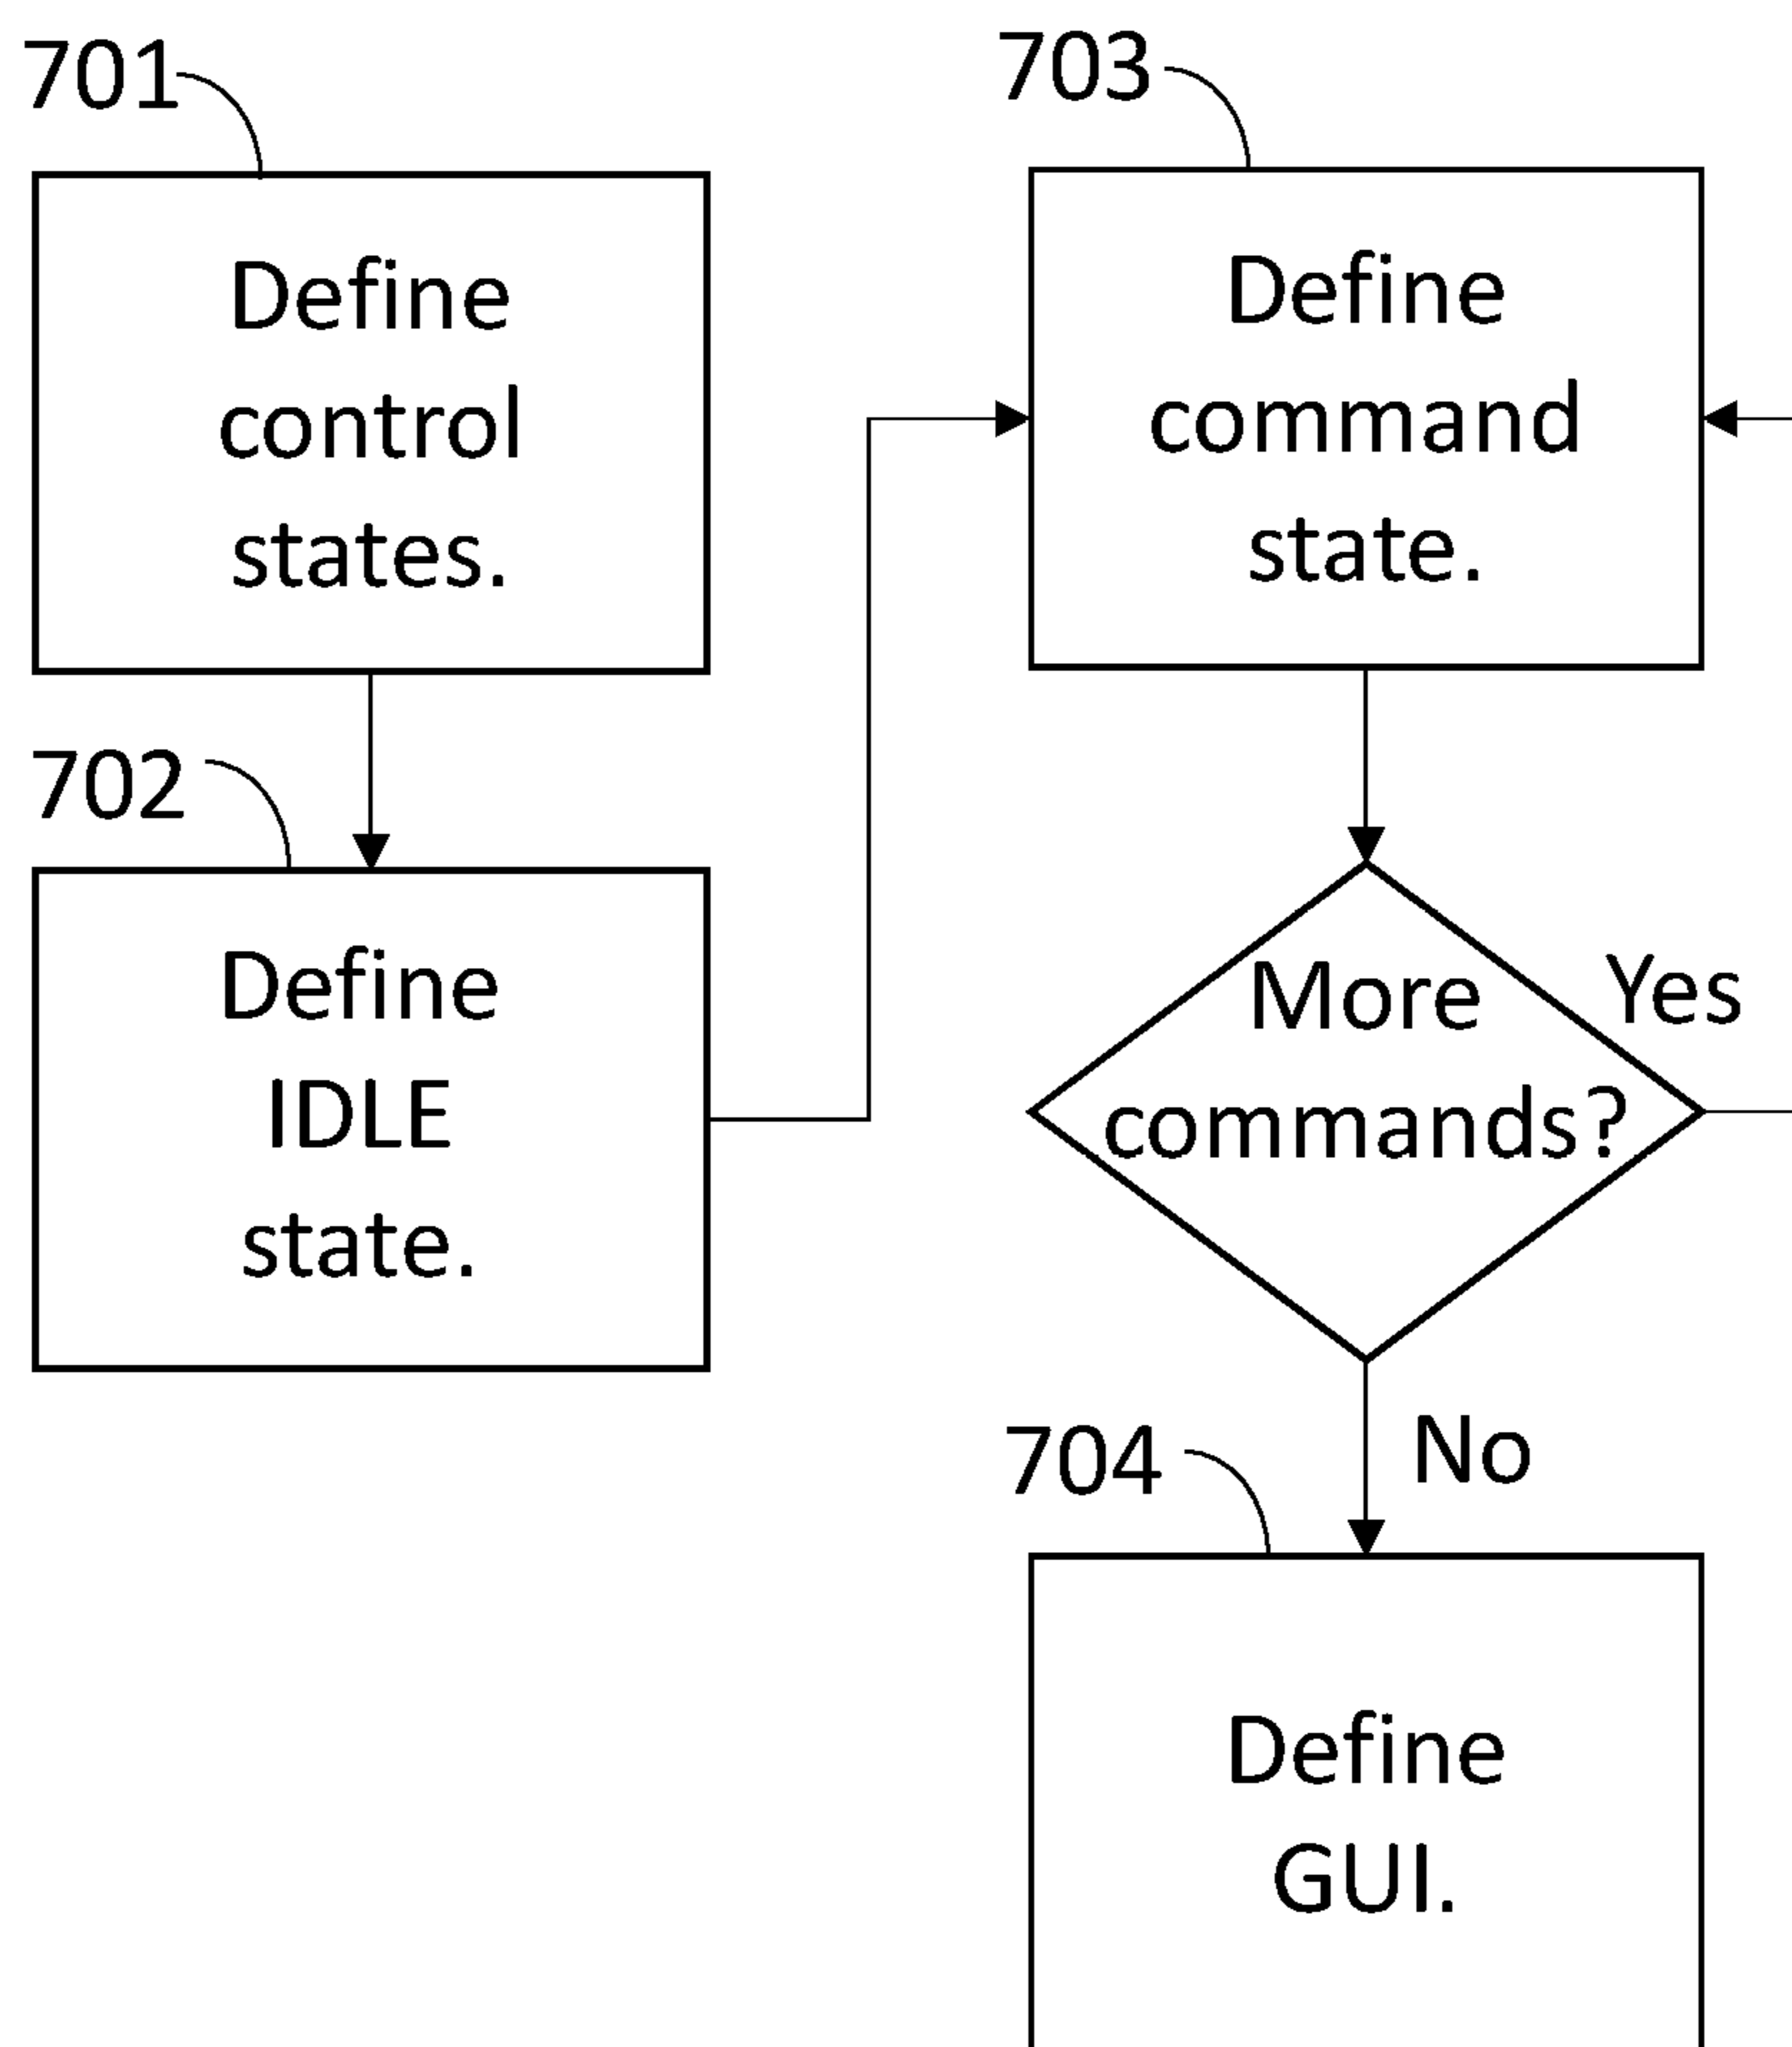 701
Define
control
states.
702
Define
IDLE
state.
703
Define
command
state.
More
commands?
Yes
No
704
Define
GUI.